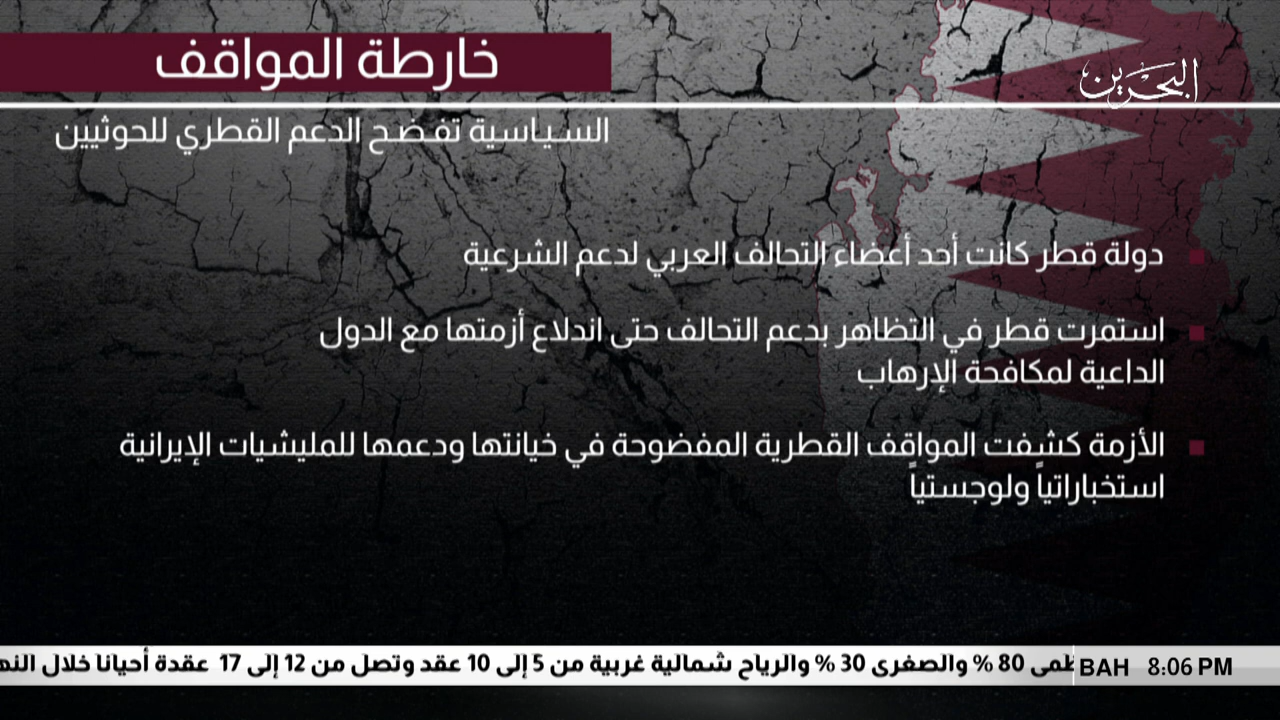 خارطة المواقف
البحرين
السياسية تفضح الدعم القطري للحوثيين
دولة قطر كانت أحد أعضاء التحالف العربي لدعم الشرعية
استمرت قطر في التظاهر بدعم التحالف حتى اندلاع أزمتها مع الدول
الداعية لمكافحة الإرهاب
الأزمة كشفت المواقف القطرية المفضوحة في خيانتها ودعمها للمليشيات الإيرانية
استخباراتياً ولوجستياً
80 % والصغرى 30 % والرياح شمالية غربية من 5 إلى 10 عقد وتصل من 12 إلى 17 عقدة أحيانا خلال
BAH 8:06 PM